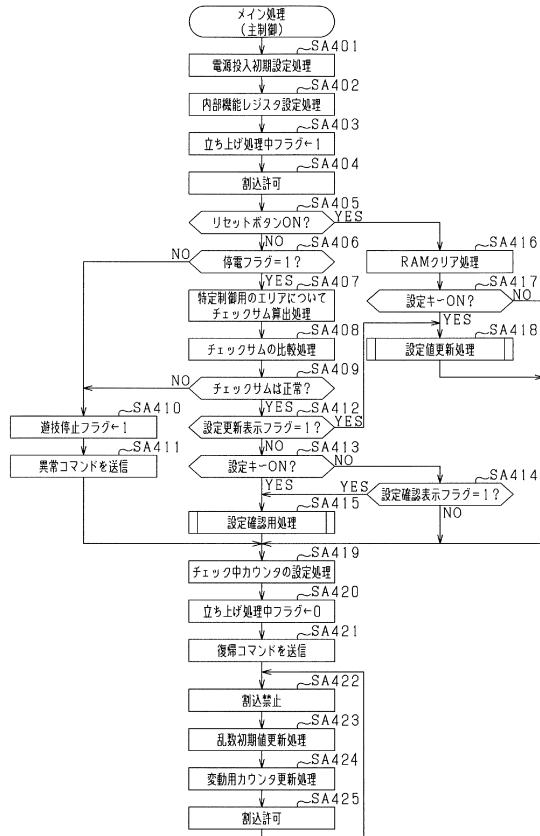 メイン処理
(主制御)
SA401
電源投入初期設定処理
SA402
内部機能レジスタ設定処理
SA403
立ち上げ処理中フラグ←1
SA404
割込許可
SA405
リセットボタンON?
YES
NO
SA406
停電フラグ=1?
NO
YES
SA416
RAMクリア処理
SA407
特定制御用のエリアについて
チェックサム算出処理
SA417
設定キーON?
NO
YES
SA408
チェックサムの比較処理
SA418
設定値更新処理
SA409
チェックサムは正常?
NO
YES
SA410
遊技停止フラグ←1
SA412
設定更新表示フラグ=1?
YES
NO
SA411
異常コマンドを送信
SA413
設定キーON?
NO
YES
SA414
設定確認表示フラグ=1?
YES
NO
SA415
設定確認用処理
SA419
チェック中カウンタの設定処理
SA420
立ち上げ処理中フラグ←0
SA421
復帰コマンドを送信
SA422
割込禁止
SA423
乱数初期値更新処理
SA424
変動用カウンタ更新処理
SA425
割込許可